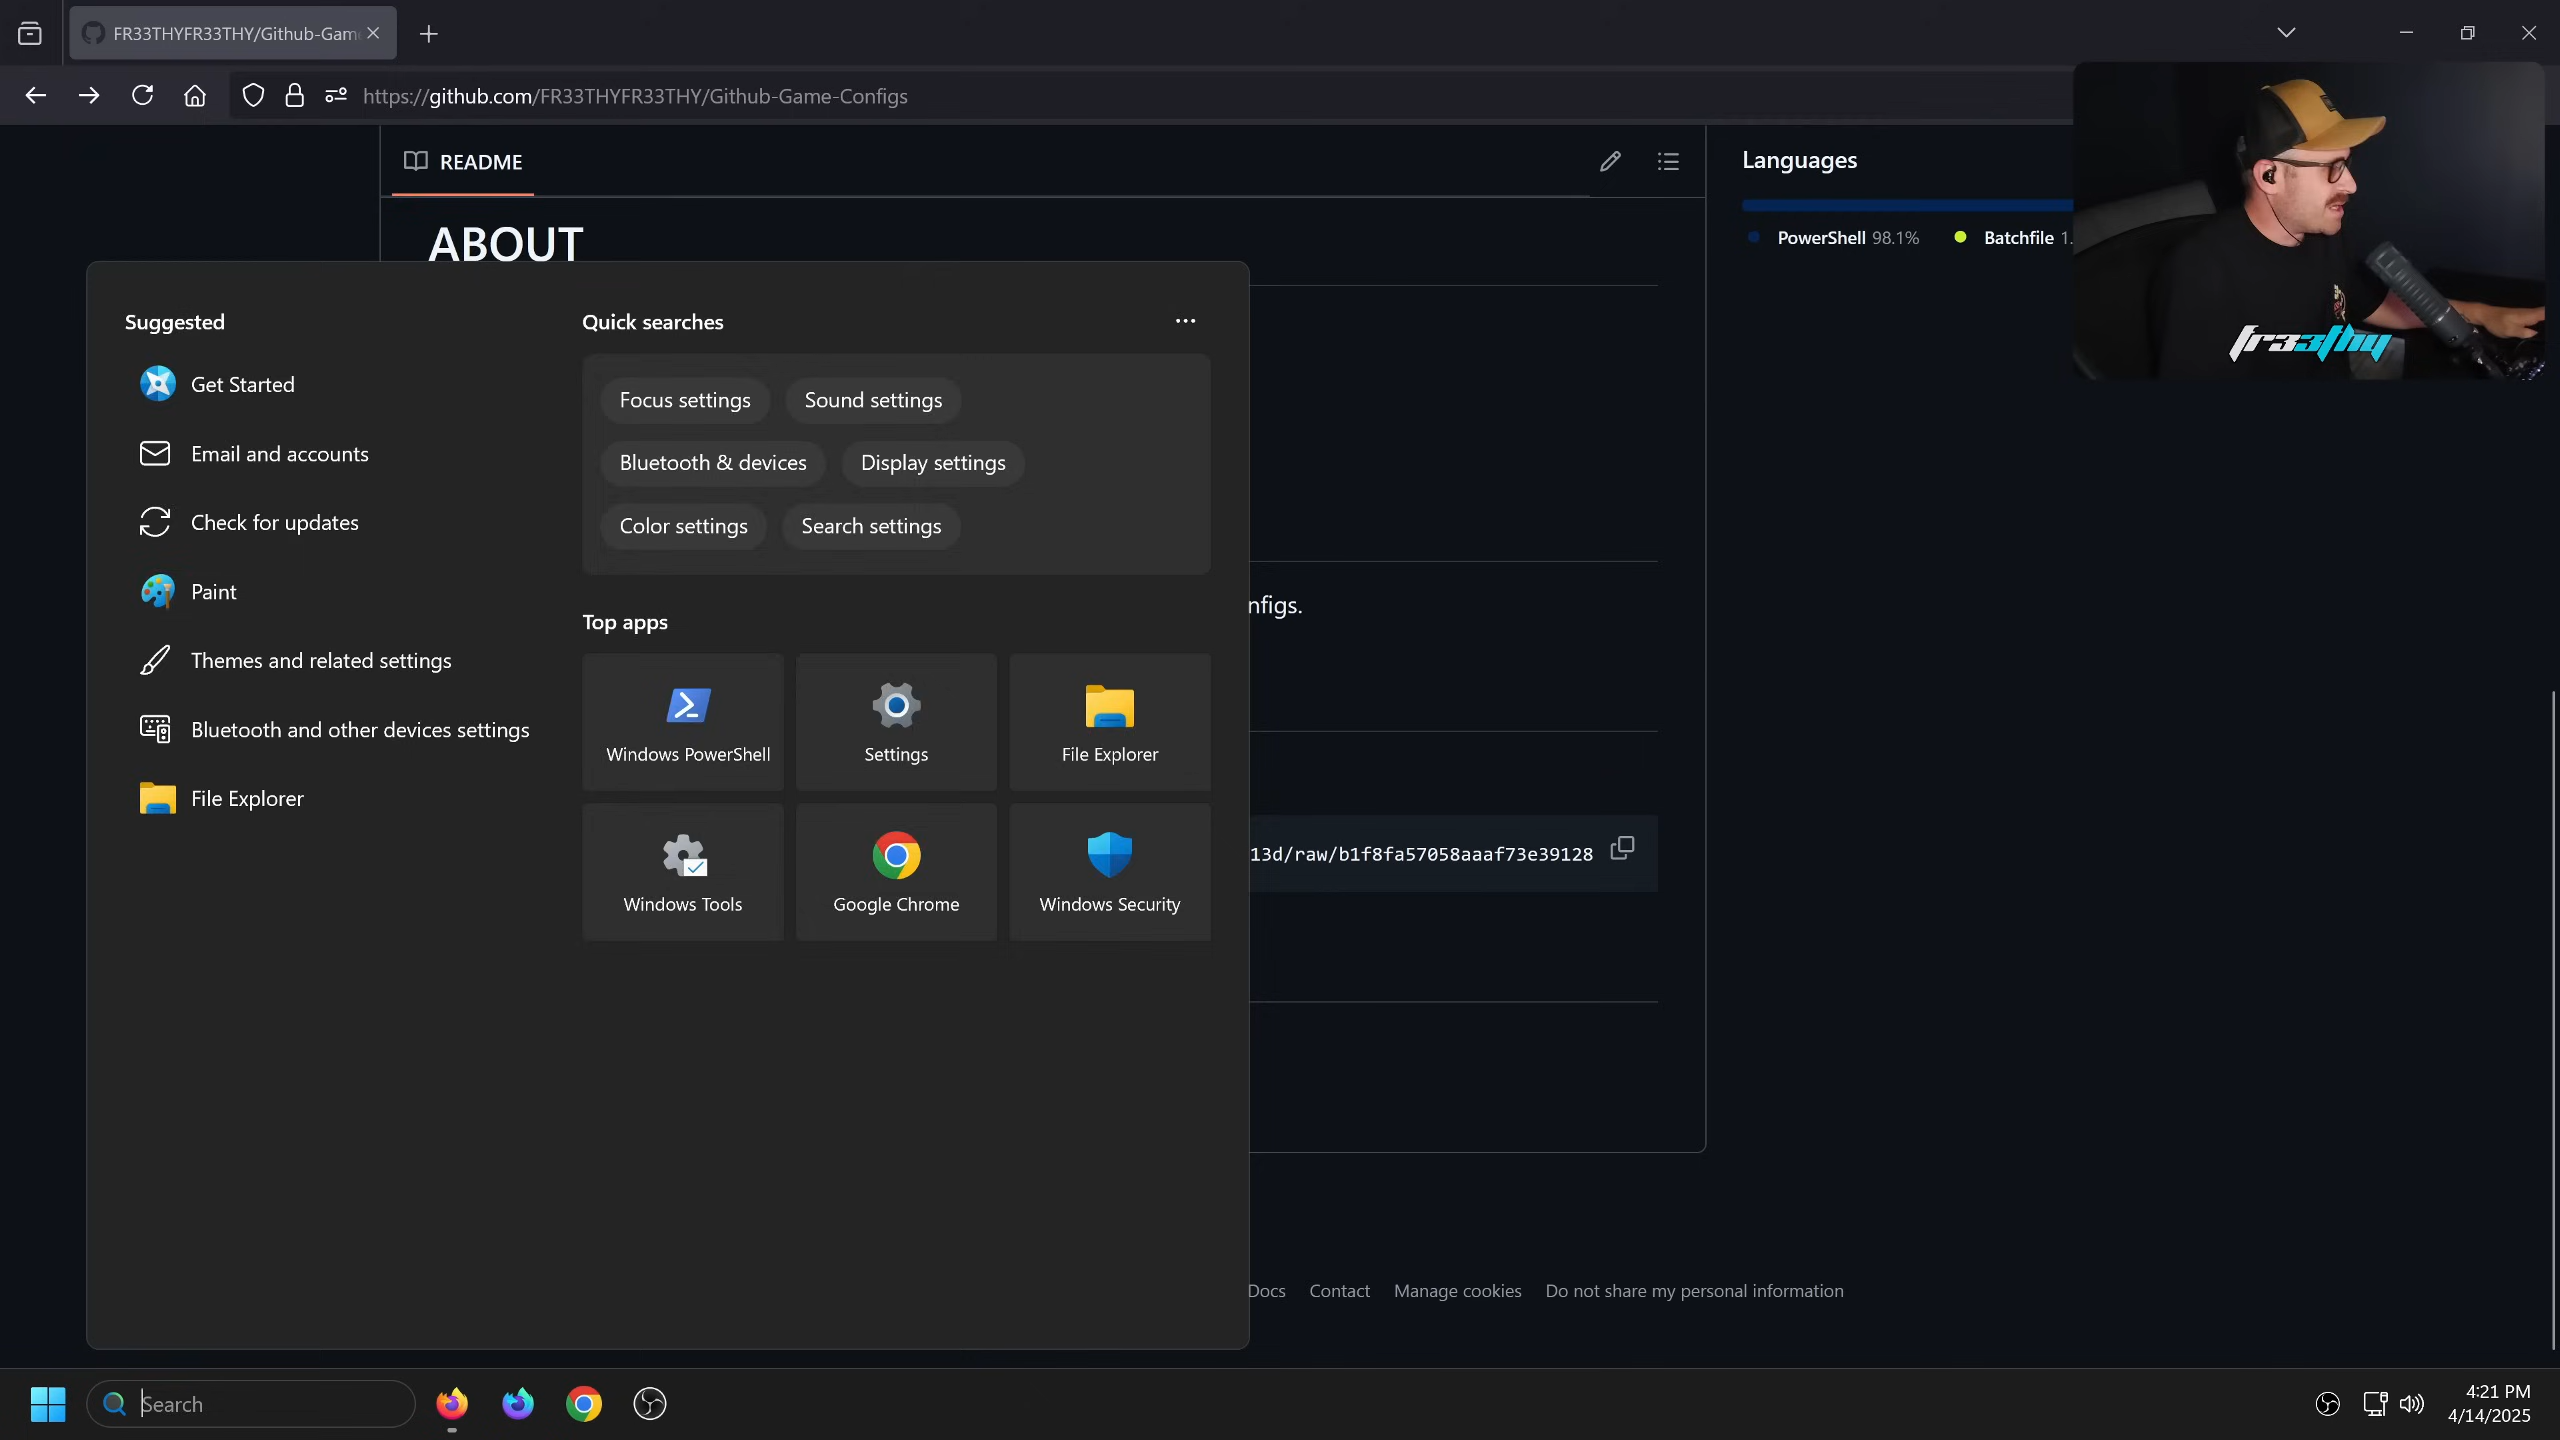 FR33THYFR33THY/Github-Gam
https://github.com/FR33THYFR33THY/Github-Game-Configs
README
Languages
PowerShell 98.1%
Batchfile 1.
ABOUT
fr33thy
Suggested
Get Started
Email and accounts
Check for updates
Paint
Themes and related settings
Bluetooth and other devices settings
File Explorer
Quick searches
Focus settings
Sound settings
Bluetooth & devices
Display settings
Color settings
Search settings
Top apps
Windows PowerShell
Settings
File Explorer
Windows Tools
Google Chrome
Windows Security
nfigs.
13d/raw/b1f8fa57058aaaf73e39128
Docs
Contact
Manage cookies
Do not share my personal information
Search
4:21 PM
4/14/2025